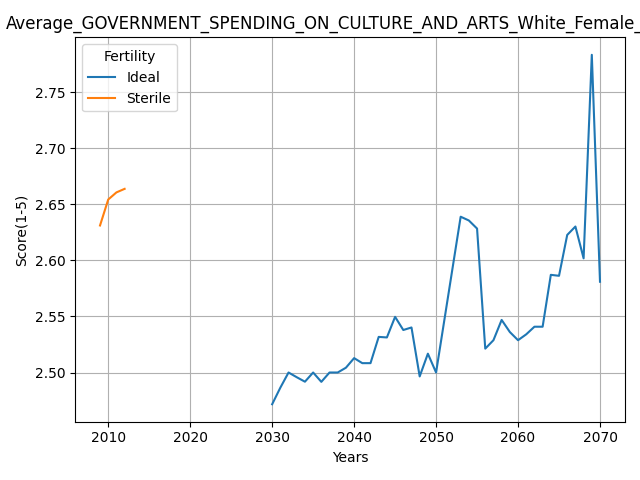 Average_GOVERNMENT_SPENDING_ON_CULTURE_AND_ARTS_White_Female_
Fertility
Ideal
Sterile
2.75
2.70
2.65
2.60
2.55
2.50
Score(1-5)
2010 2020 2030 2040 2050 2060 2070
Years